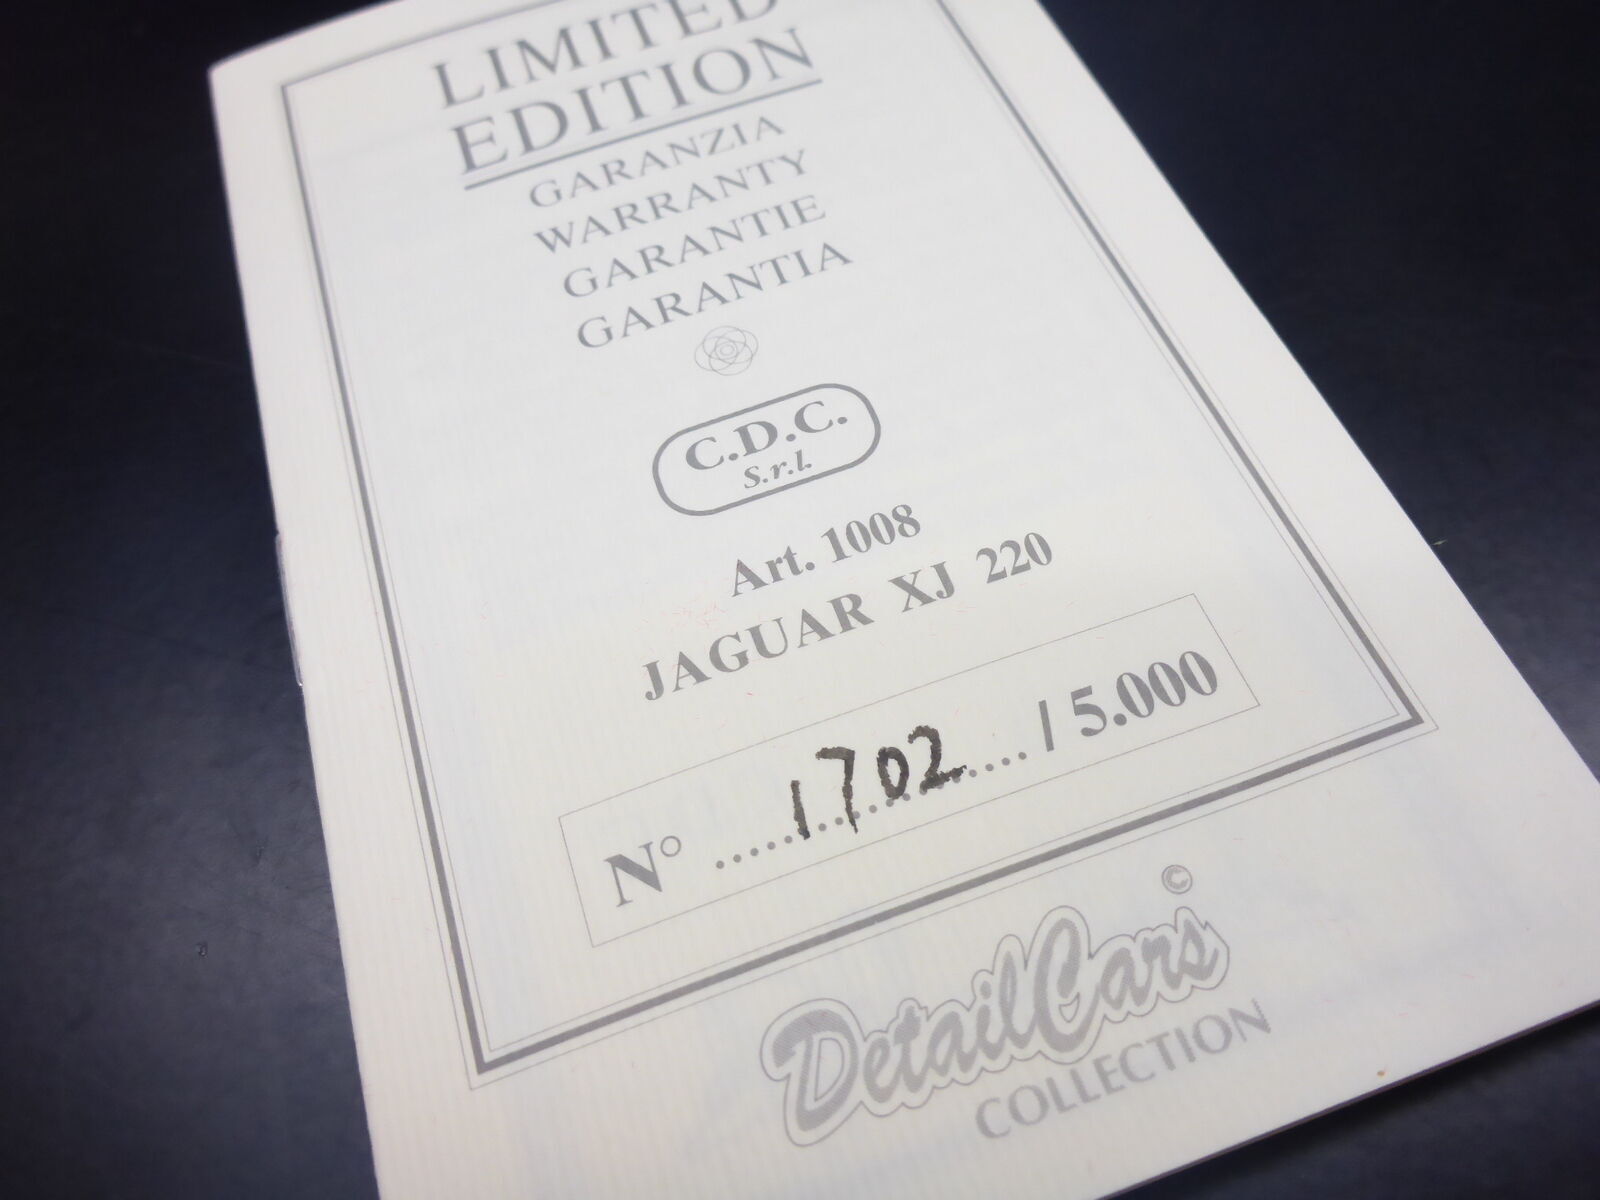 LIMITED
EDITION
GARANZIA
WARRANTY
GARANTIE
GARANTIA
C.D.C.
S.r.l.
Art. 1008
JAGUAR XJ 220
N° .....1702...... / 5.000
©
DetailCars
COLLECTION